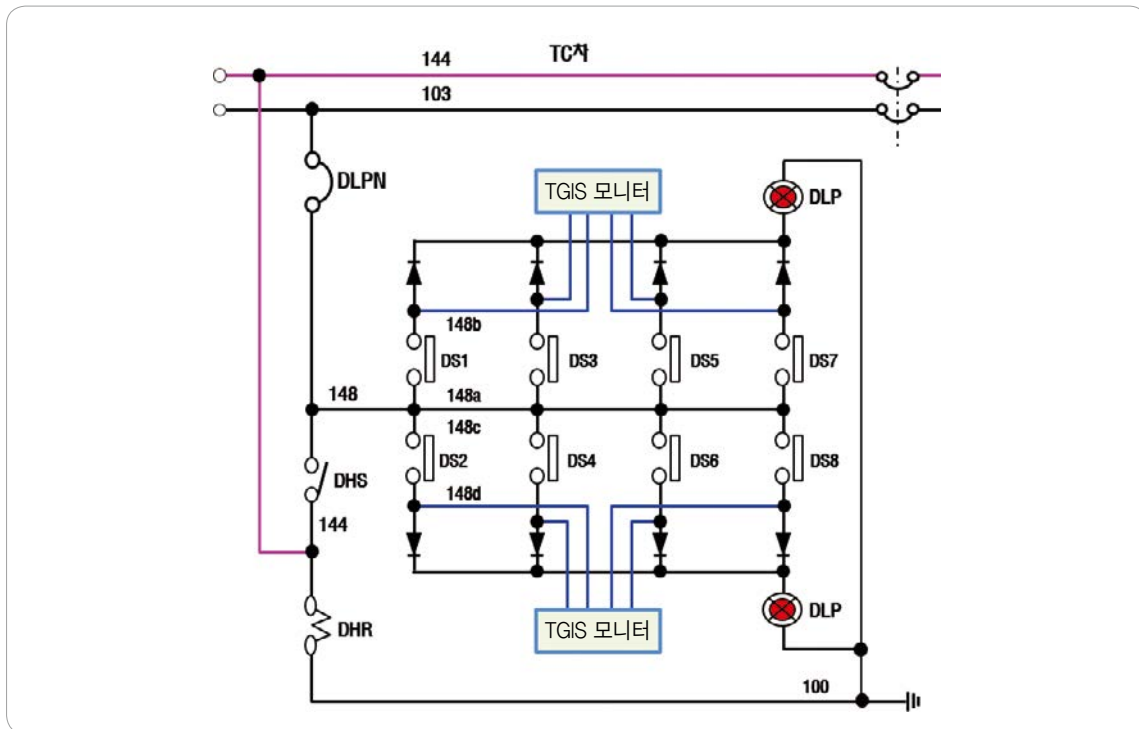 144
TC차
103
DLPN
TGIS 모니터
DLP
148b
DS1
DS3
DS5
DS7
148
148a
148c
DS2
DS4
DS6
DS8
DHS
148d
144
DHR
TGIS 모니터
DLP
100